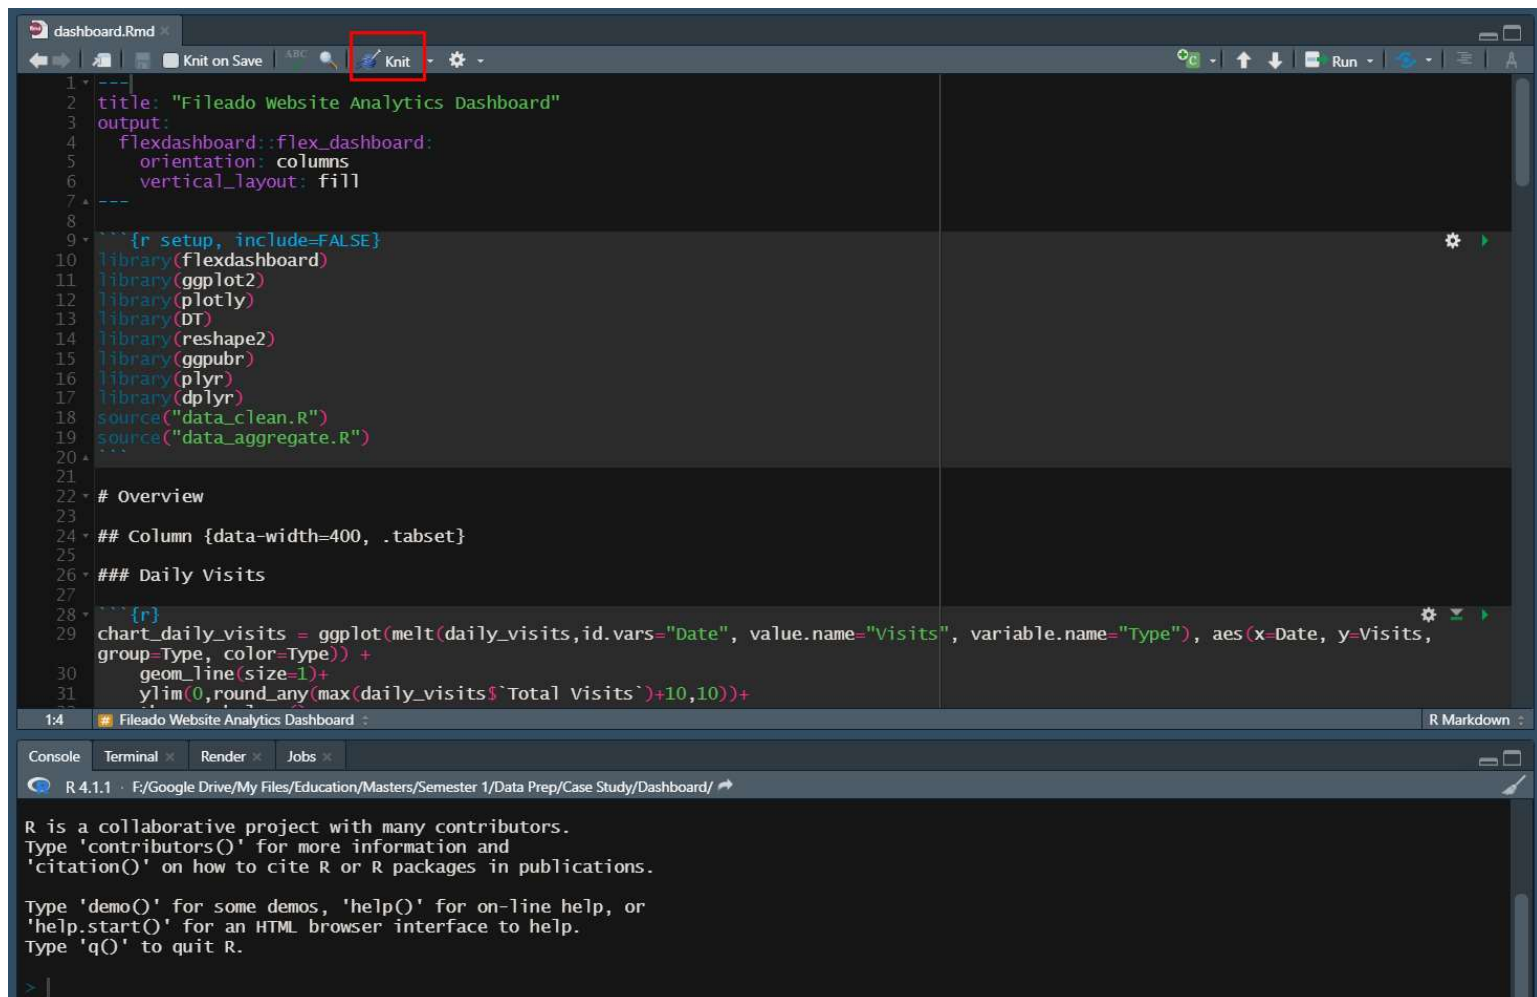 dashboard.Rmd
Knit on Save ABC Knit Run
1 ---
2 title: "Fileado Website Analytics Dashboard"
3 output:
4 flexdashboard::flex_dashboard:
5 orientation: columns
6 vertical_layout: fill
7 ---
8
9 ```{r setup, include=FALSE}
10 library(flexdashboard)
11 library(ggplot2)
12 library(plotly)
13 library(DT)
14 library(reshape2)
15 library(ggpubr)
16 library(plyr)
17 library(dplyr)
18 source("data_clean.R")
19 source("data_aggregate.R")
20 ```
21
22 # Overview
23
24 ## Column {data-width=400, .tabset}
25
26 ### Daily Visits
27
28 ```{r}
29 chart_daily_visits = ggplot(melt(daily_visits,id.vars="Date", value.name="Visits", variable.name="Type"), aes(x=Date, y=Visits,
group=Type, color=Type)) +
30 geom_line(size=1)+
31 ylim(0,round_any(max(daily_visits$`Total Visits`)+10,10))+
1:4 # Fileado Website Analytics Dashboard R Markdown
Console Terminal Render Jobs
R 4.1.1 · F:/Google Drive/My Files/Education/Masters/Semester 1/Data Prep/Case Study/Dashboard/
R is a collaborative project with many contributors.
Type 'contributors()' for more information and
'citation()' on how to cite R or R packages in publications.
Type 'demo()' for some demos, 'help()' for on-line help, or
'help.start()' for an HTML browser interface to help.
Type 'q()' to quit R.
>